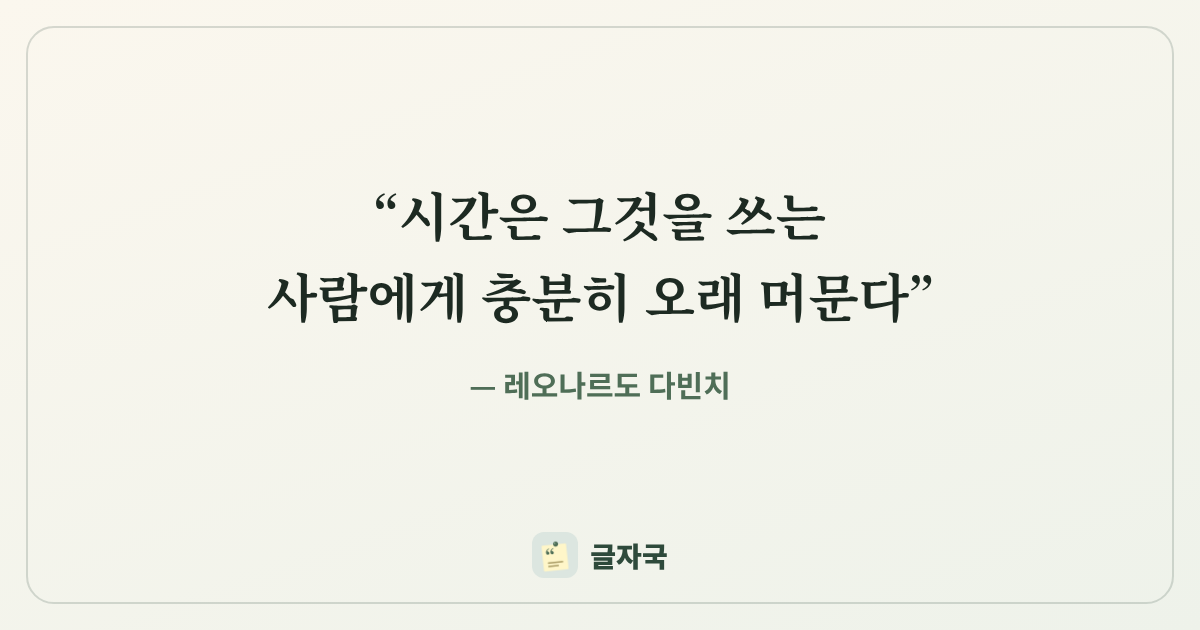 “시간은 그것을 쓰는
사람에게 충분히 오래 머문다”
— 레오나르도 다빈치
글자국